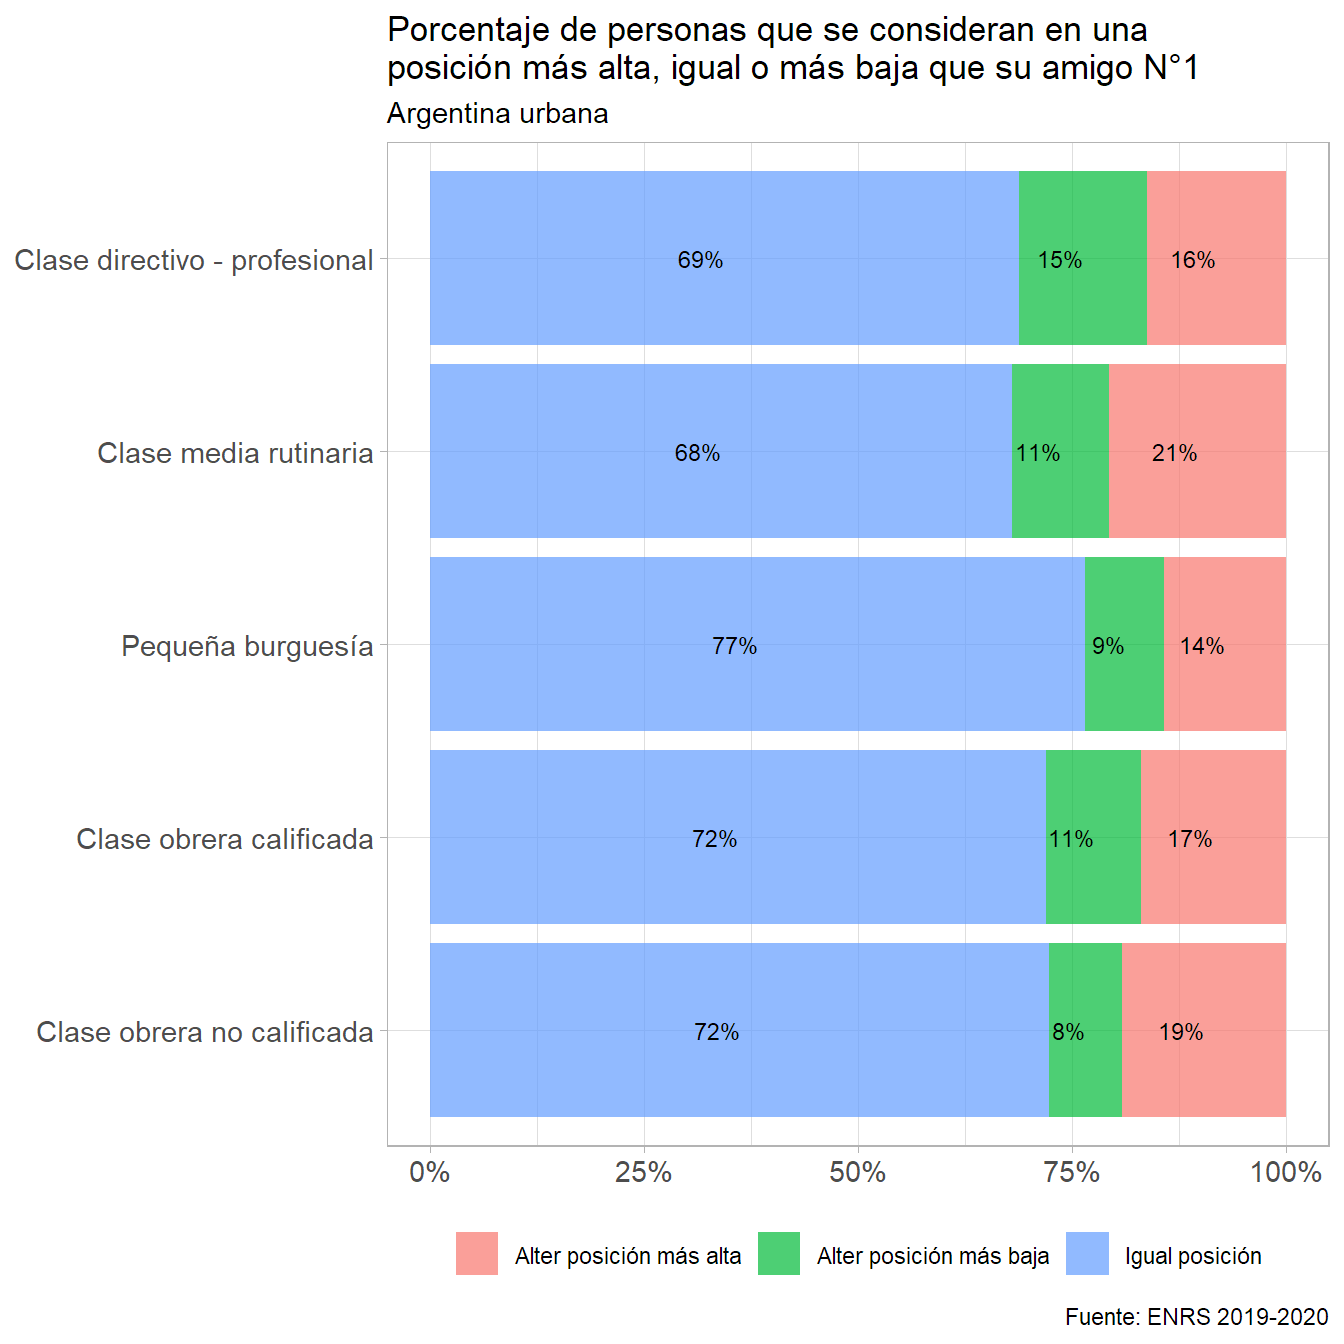 Porcentaje de personas que se consideran en una
posición más alta, igual o más baja que su amigo N°1
Argentina urbana
Clase directivo - profesional
69%
15%
16%
Clase media rutinaria
68%
11%
21%
Pequeña burguesía
77%
9%
14%
Clase obrera calificada
72%
11%
17%
Clase obrera no calificada
72%
8%
19%
0%
25%
50%
75%
100%
Alter posición más alta
Alter posición más baja
Igual posición
Fuente: ENRS 2019-2020